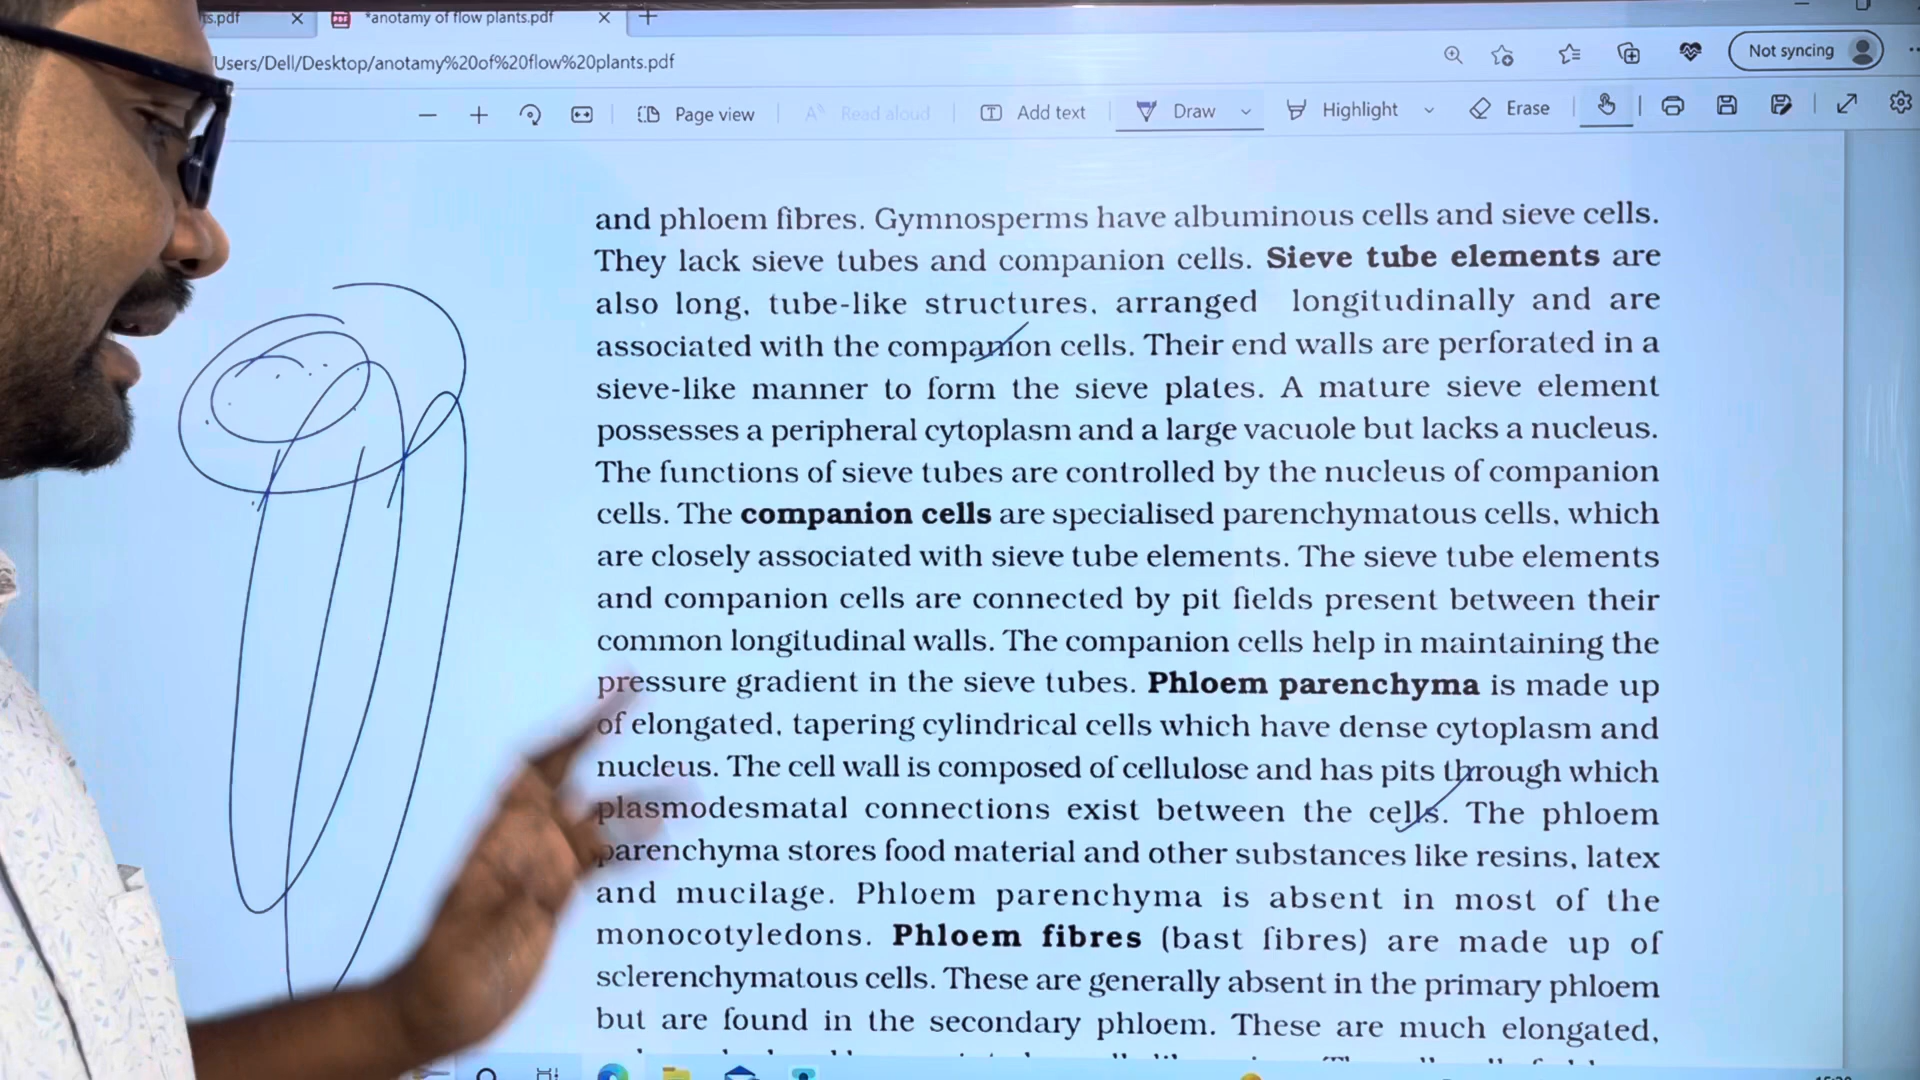 ts.pdf
*anotamy of flow plants.pdf
Users/Dell/Desktop/anotamy%20of%20flow%20plants.pdf
Not syncing
Page view
Read aloud
Add text
Draw
Highlight
Erase
and phloem fibres. Gymnosperms have albuminous cells and sieve cells.
They lack sieve tubes and companion cells. Sieve tube elements are
also long, tube-like structures, arranged longitudinally and are
associated with the companion cells. Their end walls are perforated in a
sieve-like manner to form the sieve plates. A mature sieve element
possesses a peripheral cytoplasm and a large vacuole but lacks a nucleus.
The functions of sieve tubes are controlled by the nucleus of companion
cells. The companion cells are specialised parenchymatous cells, which
are closely associated with sieve tube elements. The sieve tube elements
and companion cells are connected by pit fields present between their
common longitudinal walls. The companion cells help in maintaining the
pressure gradient in the sieve tubes. Phloem parenchyma is made up
of elongated, tapering cylindrical cells which have dense cytoplasm and
nucleus. The cell wall is composed of cellulose and has pits through which
plasmodesmatal connections exist between the cells. The phloem
parenchyma stores food material and other substances like resins, latex
and mucilage. Phloem parenchyma is absent in most of the
monocotyledons. Phloem fibres (bast fibres) are made up of
sclerenchymatous cells. These are generally absent in the primary phloem
but are found in the secondary phloem. These are much elongated,